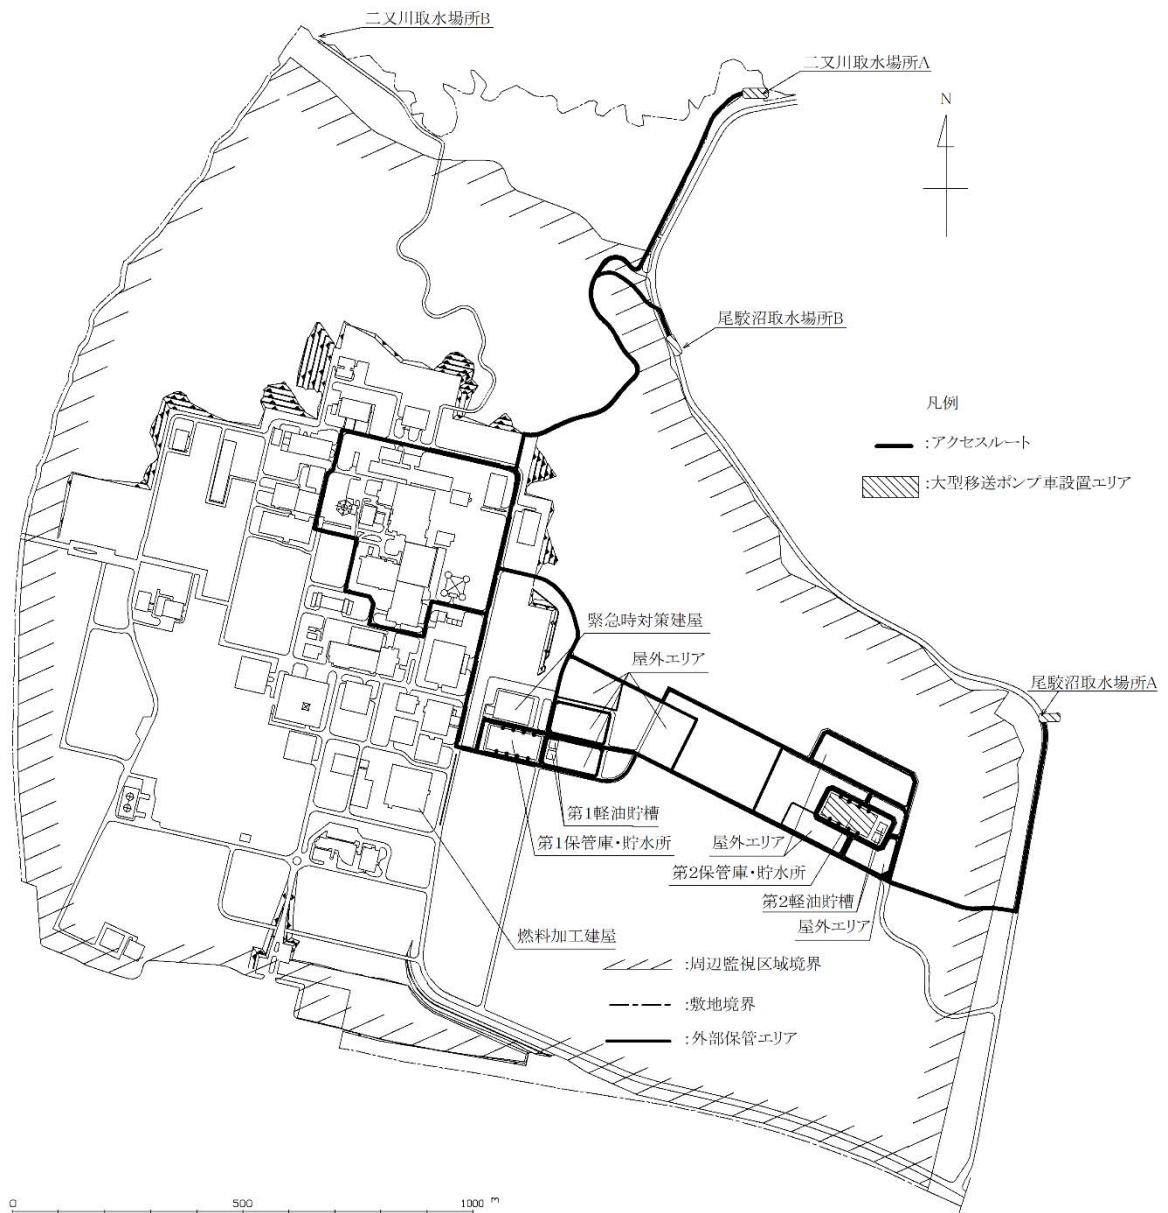 二又川取水場所B
二又川取水場所A
N
尾駮沼取水場所B
凡例
:アクセスルート
:大型移送ポンプ車設置エリア
緊急時対策建屋
屋外エリア
尾駮沼取水場所A
第1軽油貯槽
第1保管庫・貯水所
屋外エリア
第2保管庫・貯水所
第2軽油貯槽
屋外エリア
燃料加工建屋
:周辺監視区域境界
:敷地境界
:外部保管エリア
0 500 1000 m